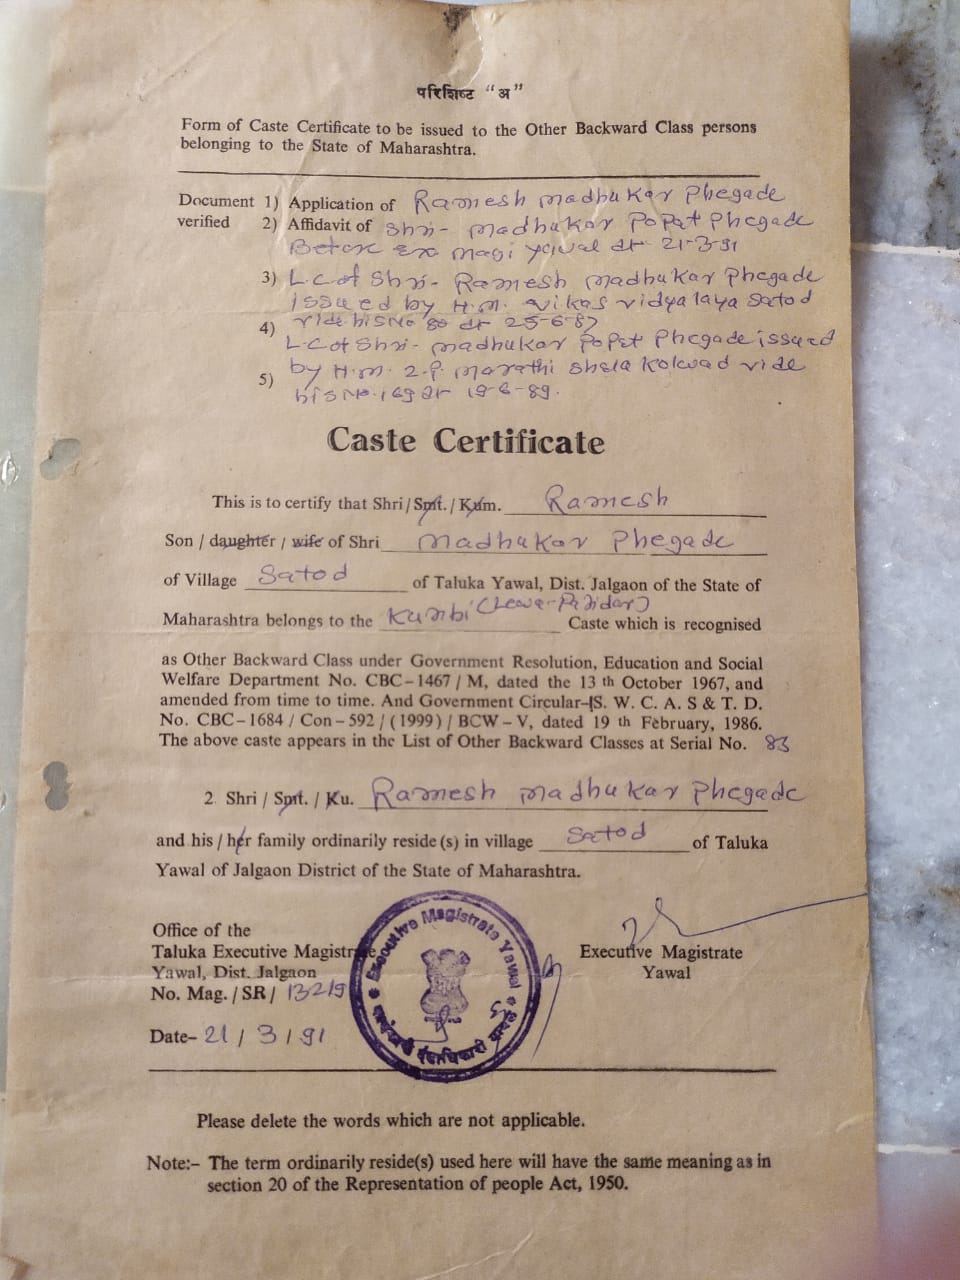 परिशिष्ट "अ"
Form of Caste Certificate to be issued to the Other Backward Class persons
belonging to the State of Maharashtra.
Document 1) Application of Ramesh madhukar Phegade
verified 2) Affidavit of Shri- madhukar Popat Phegade
Before Ex magi yawal dt 21-3-91
3) L.C of Shri- Ramesh madhukar Phegade
issued by H.M. vikas vidyalaya Satod
vide his No 80 dt 25-6-87
4) L.C of Shri- madhukar Popat Phegade issued
by H.M. Z.P. marathi shala Kolwad vide
5) his No. 169 dt 19-6-89.
Caste Certificate
This is to certify that Shri / Smt. / Kum. Ramesh
Son / daughter / wife of Shri madhukar Phegade
of Village Satod of Taluka Yawal, Dist. Jalgaon of the State of
Maharashtra belongs to the Kunbi (Lewa-Patidar) Caste which is recognised
as Other Backward Class under Government Resolution, Education and Social
Welfare Department No. CBC-1467 / M, dated the 13 th October 1967, and
amended from time to time. And Government Circular-IS. W. C. A. S & T. D.
No. CBC-1684 / Con-592 / (1999) / BCW-V, dated 19 th February, 1986.
The above caste appears in the List of Other Backward Classes at Serial No. 83
2 Shri / Smt. / Ku. Ramesh madhukar Phegade
and his / her family ordinarily reside (s) in village Satod of Taluka
Yawal of Jalgaon District of the State of Maharashtra.
Office of the
Taluka Executive Magistrate Executive Magistrate
Yawal, Dist. Jalgaon Yawal
No. Mag. / SR / 13219
Date- 21 / 3 / 91
Executive Magistrate Yawal
कार्यकारी दंडाधिकारी यावल
Please delete the words which are not applicable.
Note:- The term ordinarily reside(s) used here will have the same meaning as in
section 20 of the Representation of people Act, 1950.